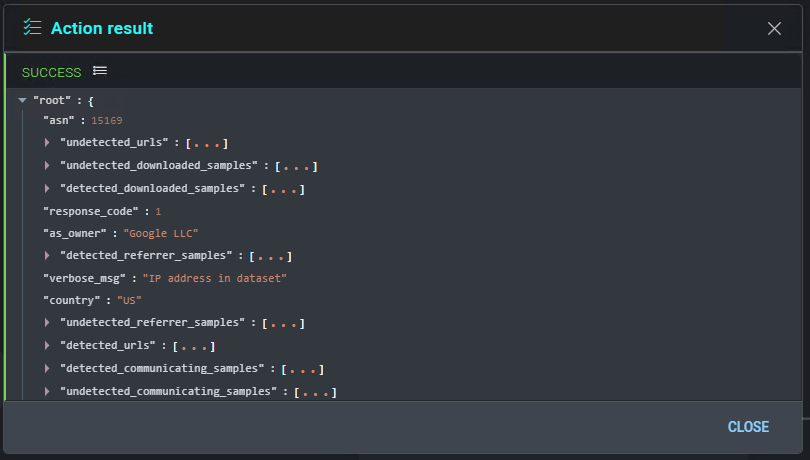 Action result
SUCCESS
"root" : {
"asn" : 15169
"undetected_urls" : [...]
"undetected_downloaded_samples" : [...]
"detected_downloaded_samples" : [...]
"response_code" : 1
"as_owner" : "Google LLC"
"detected_referrer_samples" : [...]
"verbose_msg" : "IP address in dataset"
"country" : "US"
"undetected_referrer_samples" : [...]
"detected_urls" : [...]
"detected_communicating_samples" : [...]
"undetected_communicating_samples" : [...]
CLOSE